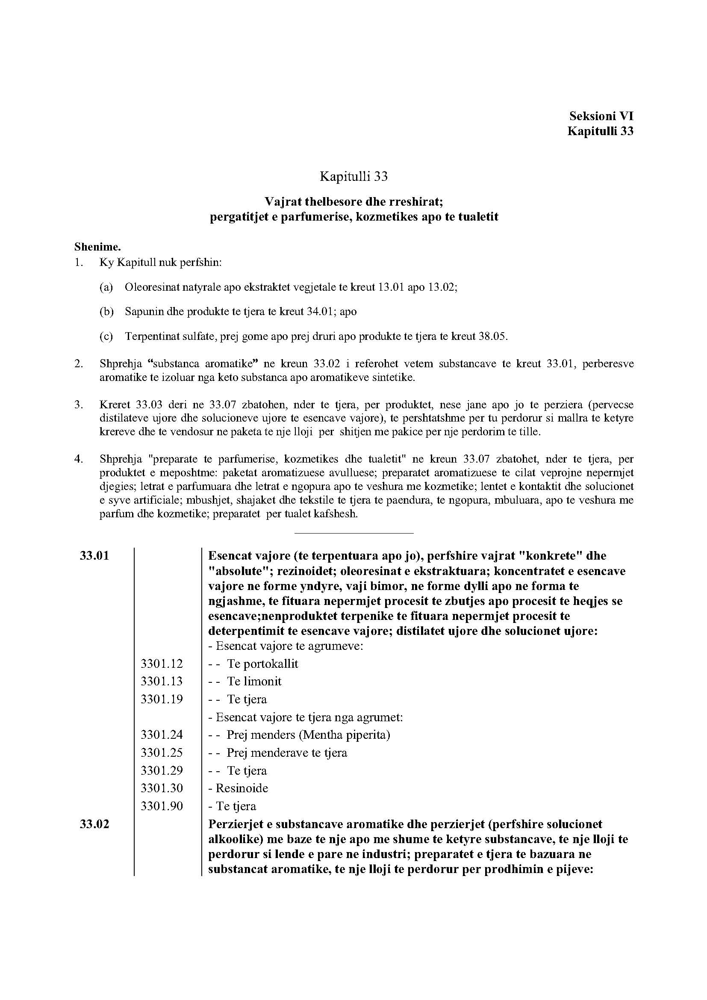 Seksioni VI
Kapitulli 33
Kapitulli 33
Vajrat thelbesore dhe rreshirat;
pergatitjet e parfumerise, kozmetikes apo te tualetit
Shenime.
1. Ky Kapitull nuk perfshin:
(a) Oleoresinat natyrale apo ekstraktet vegjetale te kreut 13.01 apo 13.02;
(b) Sapunin dhe produkte te tjera te kreut 34.01; apo
(c) Terpentinat sulfate, prej gome apo prej druri apo produkte te tjera te kreut 38.05.
2. Shprehja “substanca aromatike” ne kreun 33.02 i referohet vetem substancave te kreut 33.01, perberesve
aromatike te izoluar nga keto substanca apo aromatikeve sintetike.
3. Kreret 33.03 deri ne 33.07 zbatohen, nder te tjera, per produktet, nese jane apo jo te perziera (pervecse
distilateve ujore dhe solucioneve ujore te esencave vajore), te pershtatshme per tu perdorur si mallra te ketyre
krereve dhe te vendosur ne paketa te nje lloji per shitjen me pakice per nje perdorim te tille.
4. Shprehja "preparate te parfumerise, kozmetikes dhe tualetit" ne kreun 33.07 zbatohet, nder te tjera, per
produktet e meposhtme: paketat aromatizuese avulluese; preparatet aromatizuese te cilat veprojne nepermjet
djegies; letrat e parfumuara dhe letrat e ngopura apo te veshura me kozmetike; lentet e kontaktit dhe solucionet
e syve artificiale; mbushjet, shajaket dhe tekstile te tjera te paendura, te ngopura, mbuluara, apo te veshura me
parfum dhe kozmetike; preparatet per tualet kafshesh.
33.01 Esencat vajore (te terpentuara apo jo), perfshire vajrat "konkrete" dhe
"absolute"; rezinoidet; oleoresinat e ekstraktuara; koncentratet e esencave
vajore ne forme yndyre, vaji bimor, ne forme dylli apo ne forma te
ngjashme, te fituara nepermjet procesit te zbutjes apo procesit te heqjes se
esencave;nenproduktet terpenike te fituara nepermjet procesit te
deterpentimit te esencave vajore; distilatet ujore dhe solucionet ujore:
- Esencat vajore te agrumeve:
3301.12 - - Te portokallit
3301.13 - - Te limonit
3301.19 - - Te tjera
- Esencat vajore te tjera nga agrumet:
3301.24 - - Prej menders (Mentha piperita)
3301.25 - - Prej menderave te tjera
3301.29 - - Te tjera
3301.30 - Resinoide
3301.90 - Te tjera
33.02 Perzierjet e substancave aromatike dhe perzierjet (perfshire solucionet
alkoolike) me baze te nje apo me shume te ketyre substancave, te nje lloji te
perdorur si lende e pare ne industri; preparatet e tjera te bazuara ne
substancat aromatike, te nje lloji te perdorur per prodhimin e pijeve: